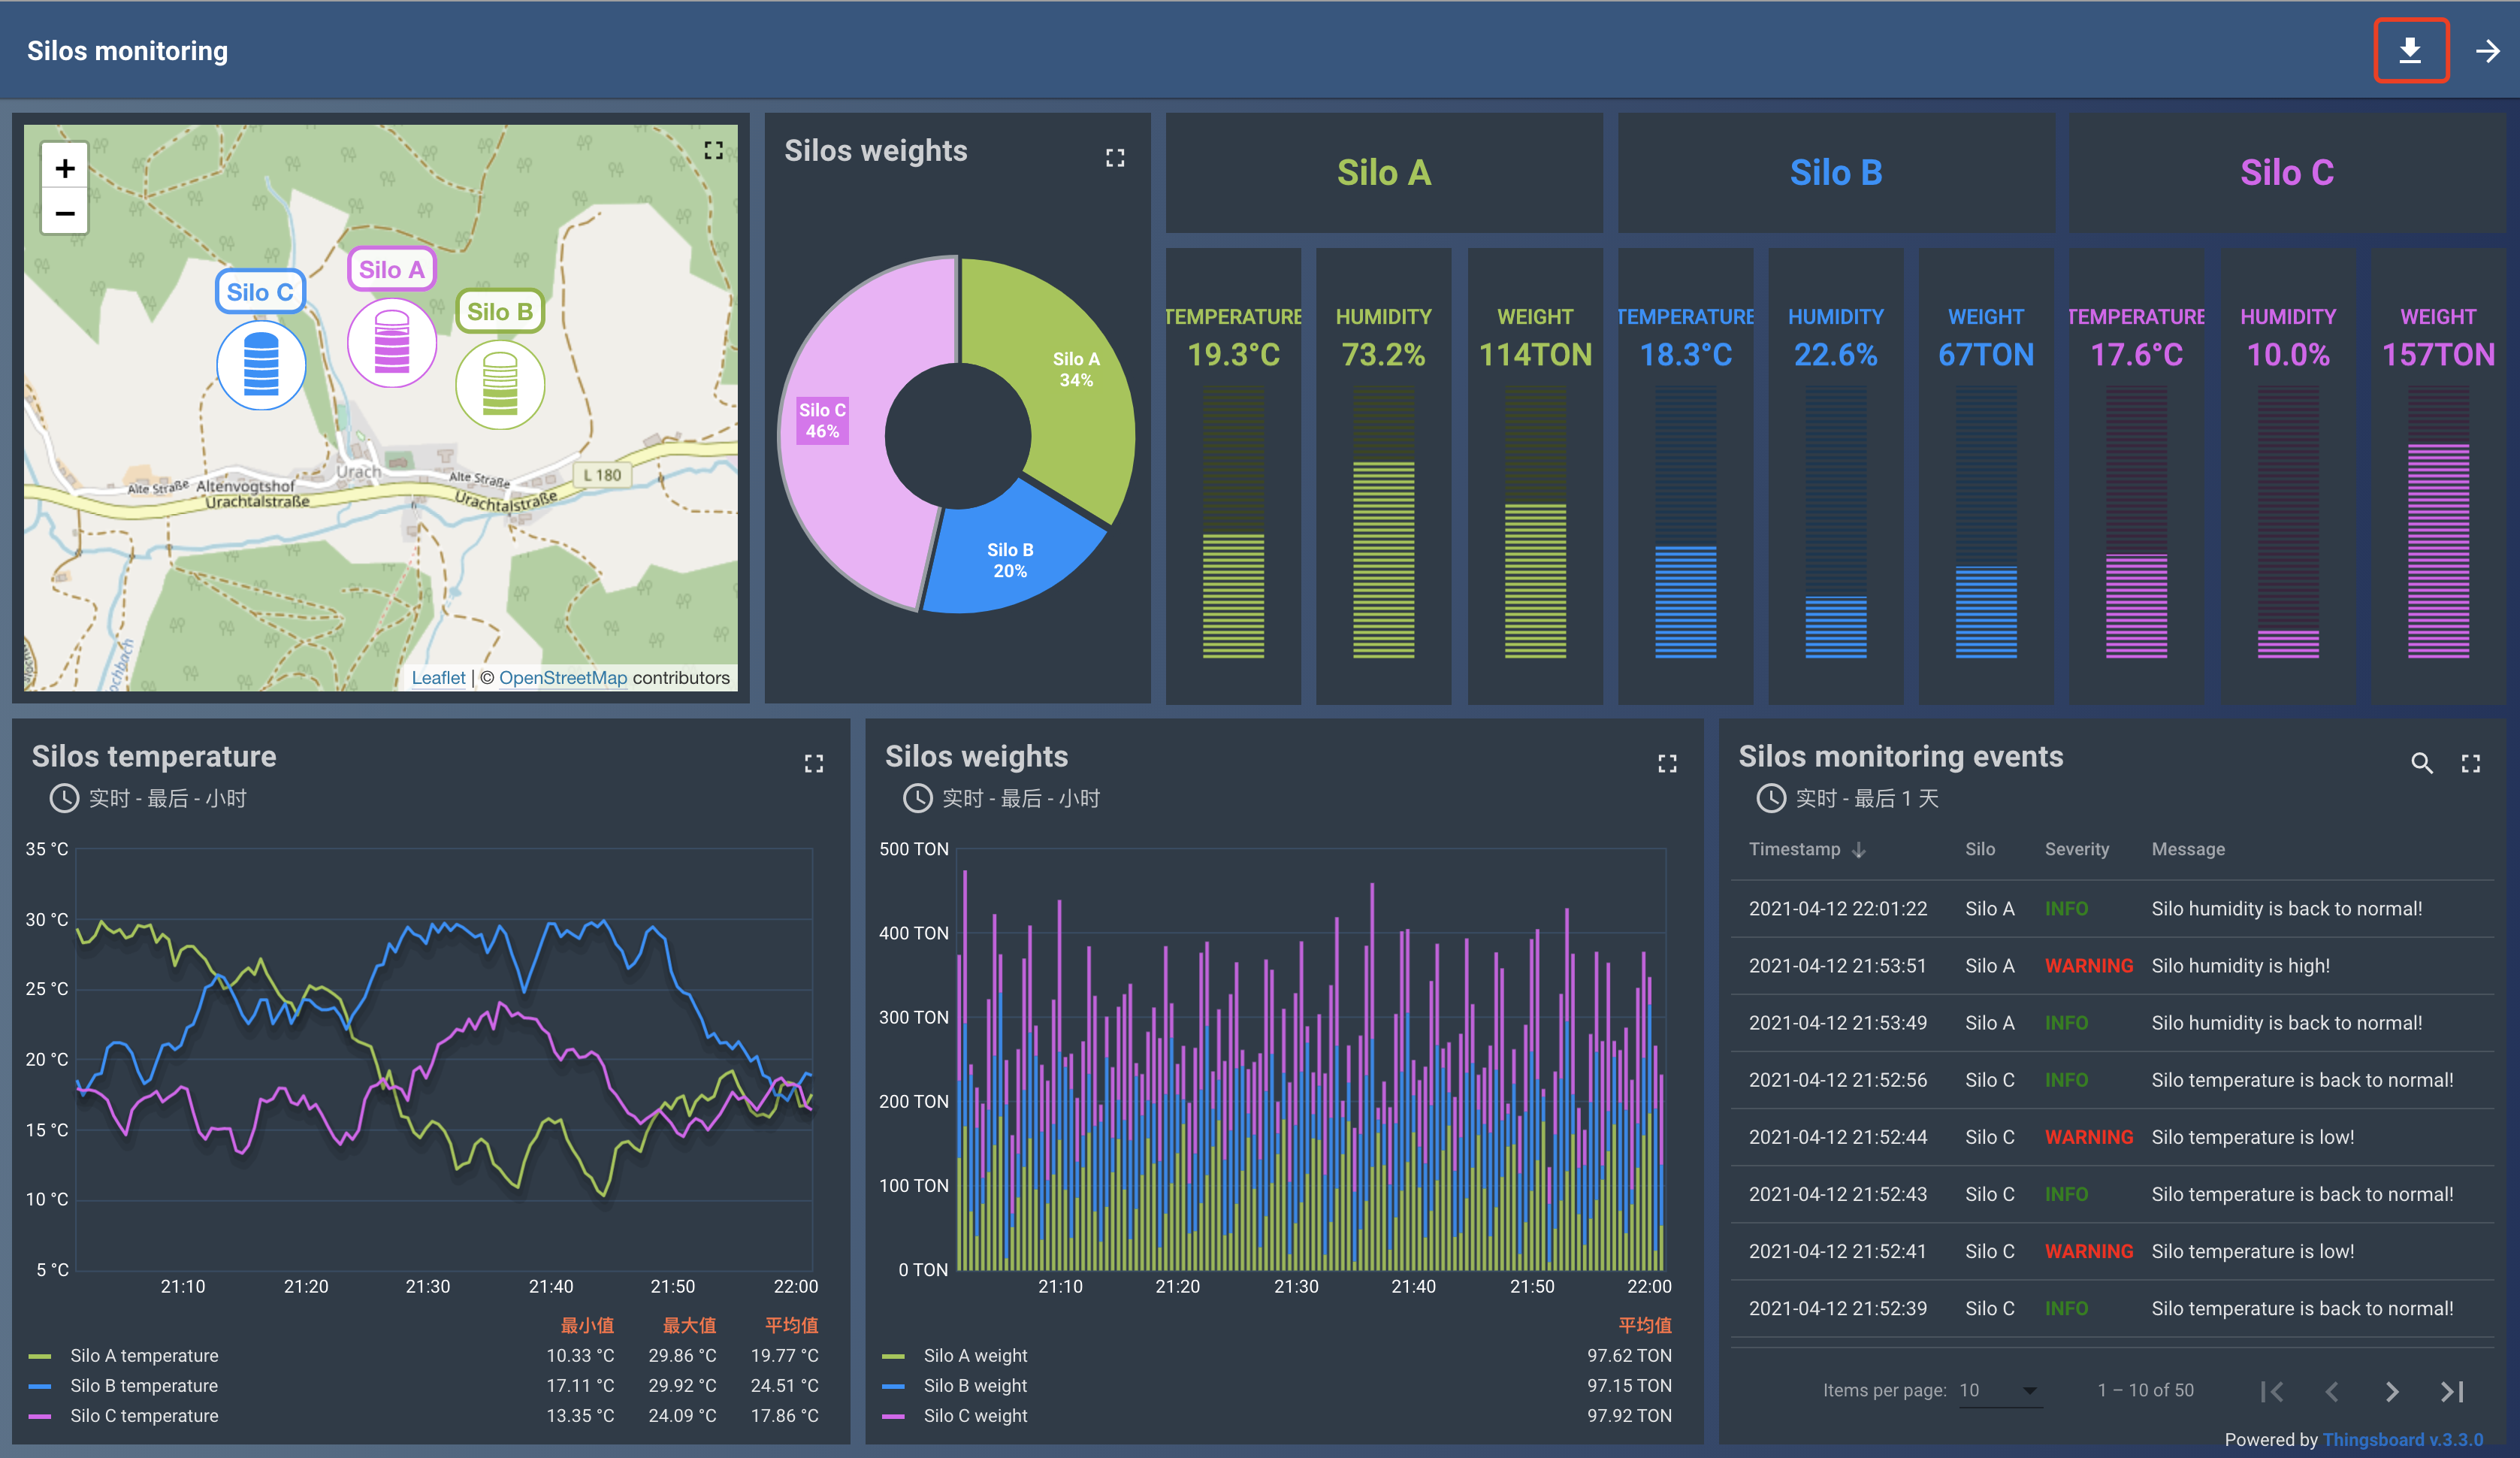 Silos monitoring
+
−
Silo A
Silo C
Silo B
Urach
Alte Straße
Altenvogtshof
Alte Straße
L 180
Urachtalstraße
Urachtalstraße
Leaflet | © OpenStreetMap contributors
Silos weights
Silo A
34%
Silo C
46%
Silo B
20%
Silo A
TEMPERATURE
19.3°C
HUMIDITY
73.2%
WEIGHT
114TON
Silo B
TEMPERATURE
18.3°C
HUMIDITY
22.6%
WEIGHT
67TON
Silo C
TEMPERATURE
17.6°C
HUMIDITY
10.0%
WEIGHT
157TON
Silos temperature
实时 - 最后 - 小时
35 °C
30 °C
25 °C
20 °C
15 °C
10 °C
5 °C
21:10 21:20 21:30 21:40 21:50 22:00
最小值 最大值 平均值
Silo A temperature 10.33 °C 29.86 °C 19.77 °C
Silo B temperature 17.11 °C 29.92 °C 24.51 °C
Silo C temperature 13.35 °C 24.09 °C 17.86 °C
Silos weights
实时 - 最后 - 小时
500 TON
400 TON
300 TON
200 TON
100 TON
0 TON
21:10 21:20 21:30 21:40 21:50 22:00
平均值
Silo A weight 97.62 TON
Silo B weight 97.15 TON
Silo C weight 97.92 TON
Silos monitoring events
实时 - 最后 1 天
Timestamp Silo Severity Message
2021-04-12 22:01:22 Silo A INFO Silo humidity is back to normal!
2021-04-12 21:53:51 Silo A WARNING Silo humidity is high!
2021-04-12 21:53:49 Silo A INFO Silo humidity is back to normal!
2021-04-12 21:52:56 Silo C INFO Silo temperature is back to normal!
2021-04-12 21:52:44 Silo C WARNING Silo temperature is low!
2021-04-12 21:52:43 Silo C INFO Silo temperature is back to normal!
2021-04-12 21:52:41 Silo C WARNING Silo temperature is low!
2021-04-12 21:52:39 Silo C INFO Silo temperature is back to normal!
Items per page: 10 1 – 10 of 50
Powered by Thingsboard v.3.3.0